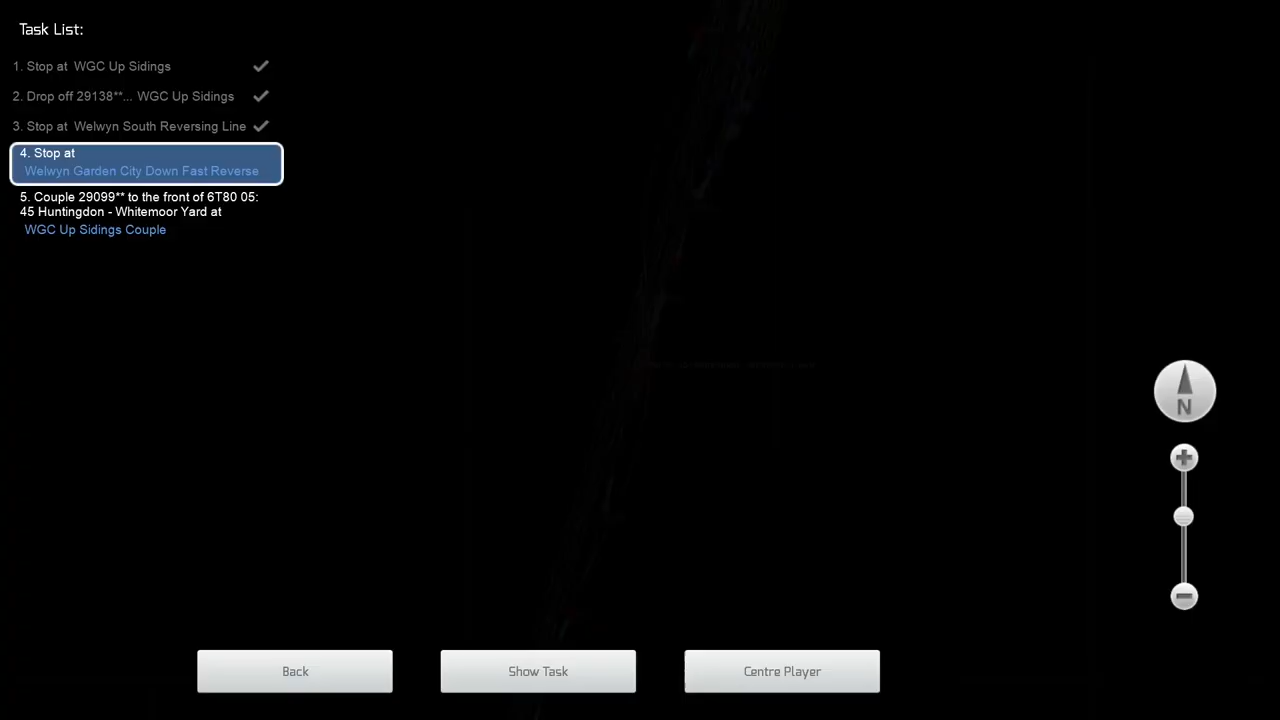 Task List:
1. Stop at WGC Up Sidings
2. Drop off 29138**... WGC Up Sidings
3. Stop at Welwyn South Reversing Line
4. Stop at
Welwyn Garden City Down Fast Reverse
5. Couple 29099** to the front of 6T80 05:
45 Huntingdon - Whitemoor Yard at
WGC Up Sidings Couple
N
Back
Show Task
Centre Player